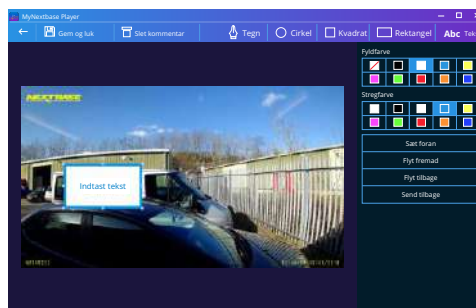 MyNextbase Player
Gem og luk
Slet kommentar
Tegn
Cirkel
Kvadrat
Rektangel
Abc Tek
Fyldfarve
NEXTBASE
Stregfarve
Sæt foran
Flyt fremad
Flyt tilbage
Send tilbage
Indtast tekst